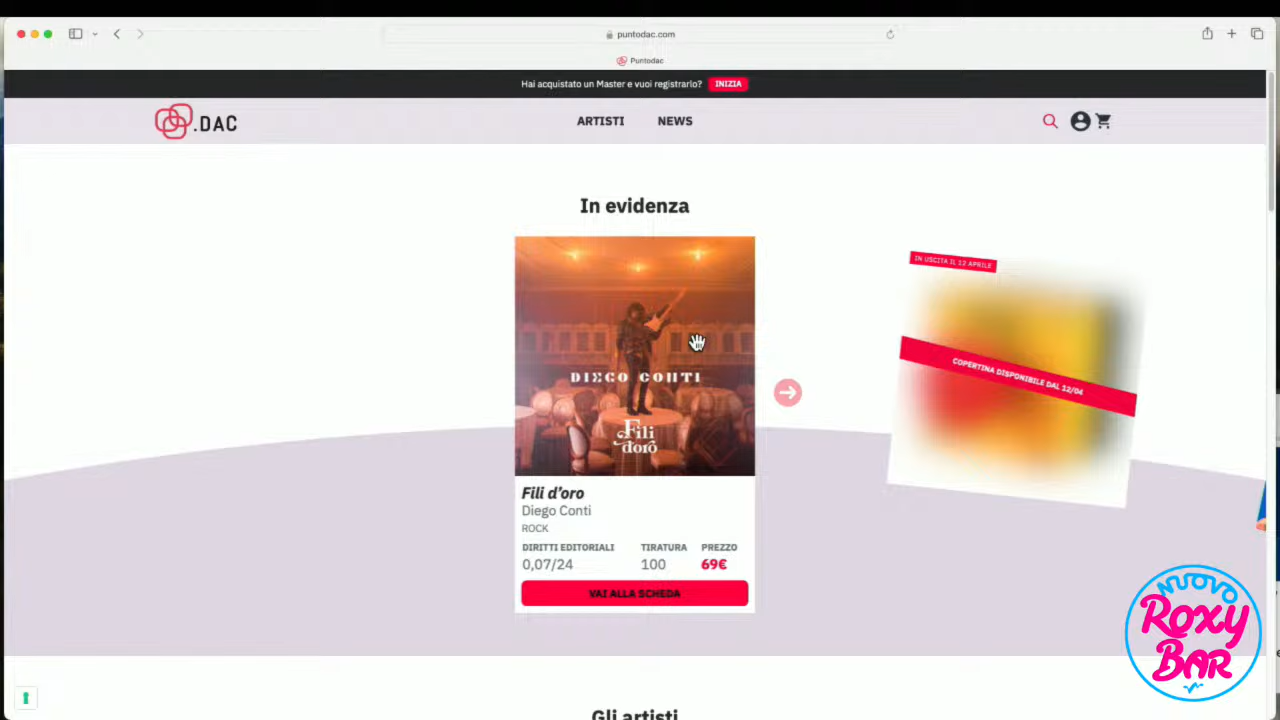 puntodac.com
Puntodac
Hai acquistato un Master e vuoi registrarlo? INIZIA
.DAC
ARTISTI NEWS
In evidenza
DIEGO CONTI
Fili
d'oro
Fili d'oro
Diego Conti
ROCK
DIRITTI EDITORIALI TIRATURA PREZZO
0,07/24 100 69€
VAI ALLA SCHEDA
IN USCITA IL 12 APRILE
COPERTINA DISPONIBILE DAL 12/04
Gli artisti
NUOVO
ROXY
BAR